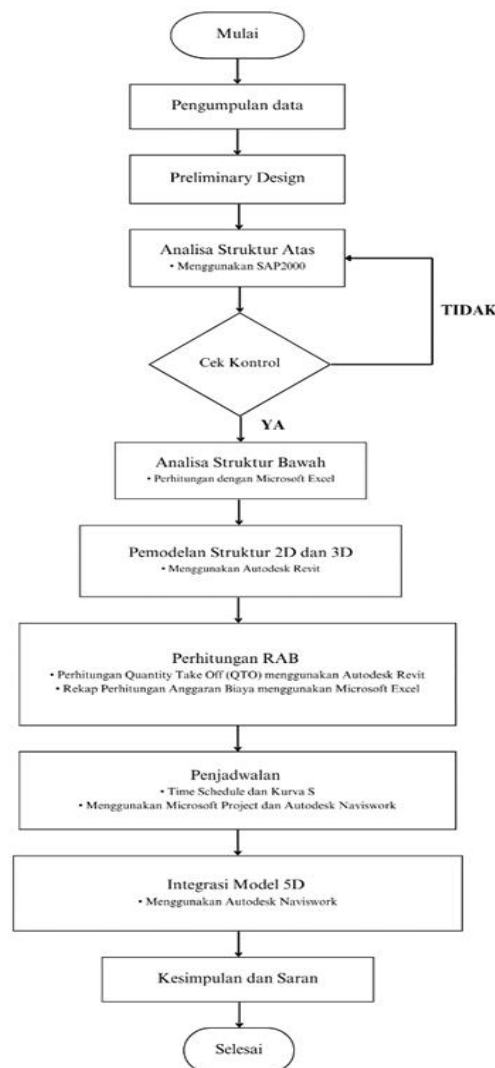 Mulai
Pengumpulan data
Preliminary Design
Analisa Struktur Atas
• Menggunakan SAP2000
TIDAK
Cek Kontrol
YA
Analisa Struktur Bawah
• Perhitungan dengan Microsoft Excel
Pemodelan Struktur 2D dan 3D
• Menggunakan Autodesk Revit
Perhitungan RAB
• Perhitungan Quantity Take Off (QTO) menggunakan Autodesk Revit
• Rekap Perhitungan Anggaran Biaya menggunakan Microsoft Excel
Penjadwalan
• Time Schedule dan Kurva S
• Menggunakan Microsoft Project dan Autodesk Naviswork
Integrasi Model 5D
• Menggunakan Autodesk Naviswork
Kesimpulan dan Saran
Selesai